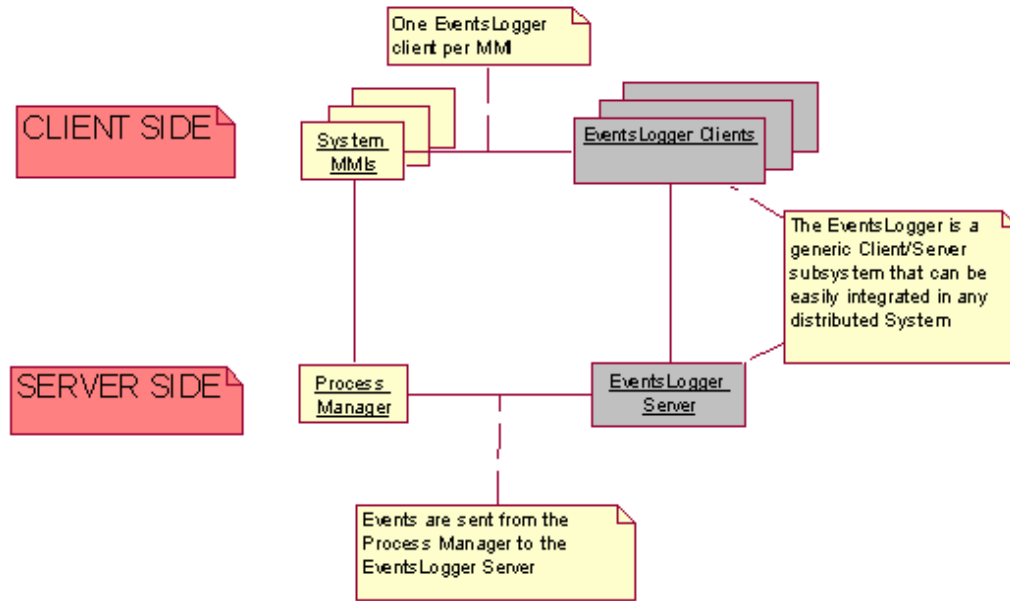 One EventsLogger
client per MMI
CLIENT SIDE
System
MMIs
EventsLogger Clients
The EventsLogger is a
generic Client/Server
subsystem that can be
easily integrated in any
distributed System
SERVER SIDE
Process
Manager
EventsLogger
Server
Events are sent from the
Process Manager to the
EventsLogger Server